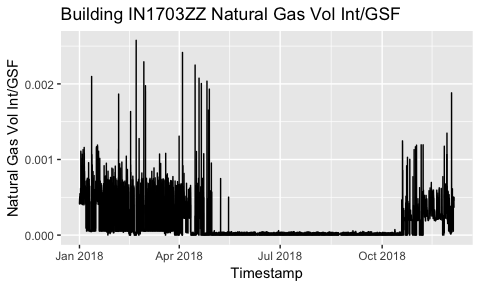 Building IN1703ZZ Natural Gas Vol Int/GSF
Natural Gas Vol Int/GSF
0.002
0.001
0.000
Jan 2018
Apr 2018
Jul 2018
Oct 2018
Timestamp